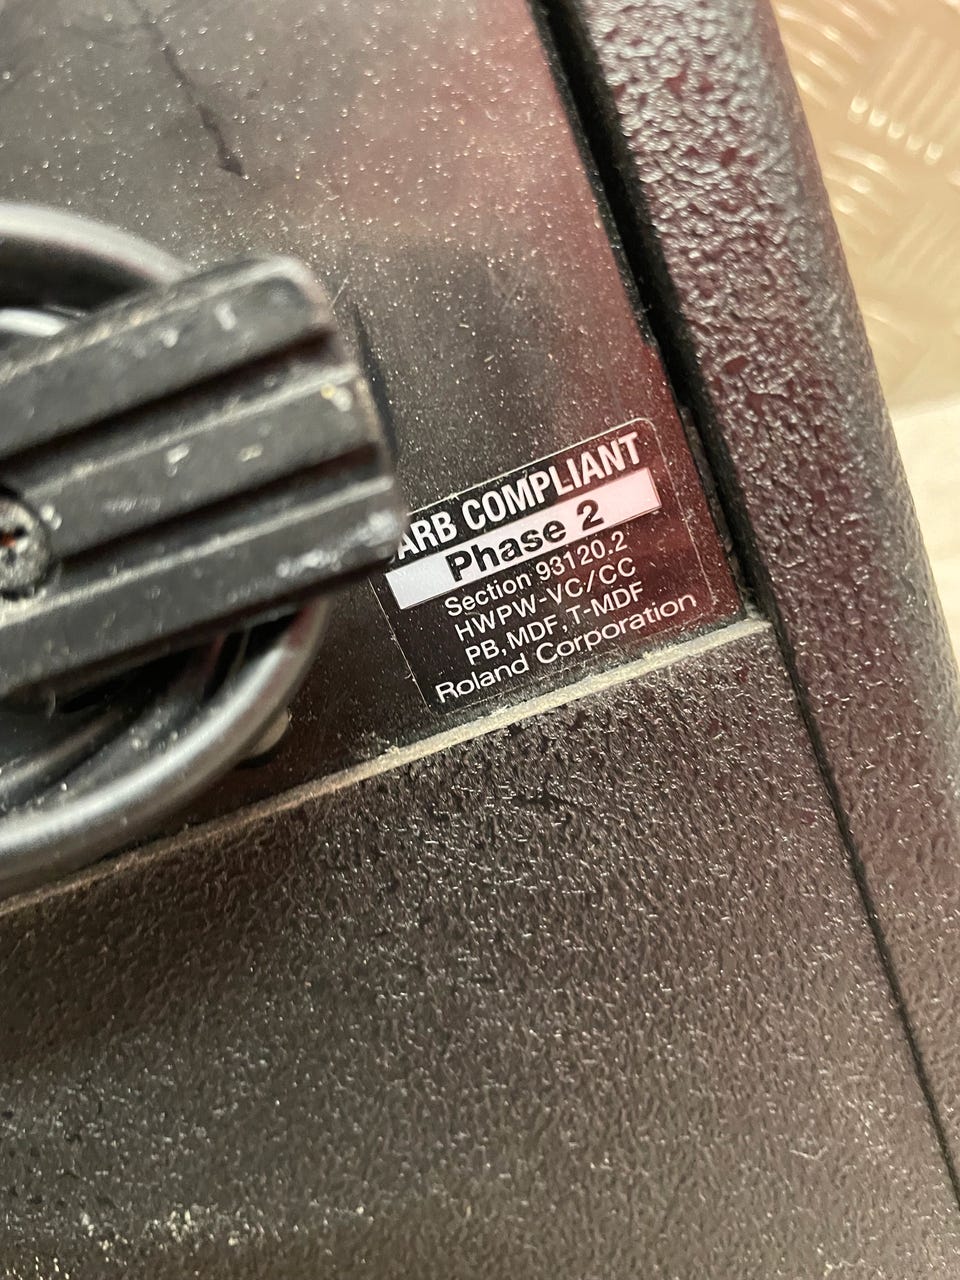 ARB COMPLIANT
Phase 2
Section 93120.2
HWPW-VC/CC
PB,MDF,T-MDF
Roland Corporation